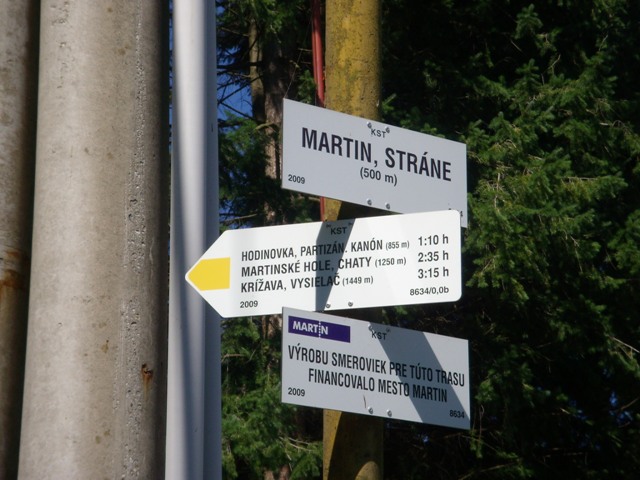 KST
MARTIN, STRÁNE
(500 m)
2009
KST
HODINOVKA, PARTIZÁN. KANÓN (855 m) 1:10 h
MARTINSKÉ HOLE, CHATY (1250 m) 2:35 h
KRÍŽAVA, VYSIELAČ (1449 m) 3:15 h
2009 8634/0,0b
MARTIN KST
VÝROBU SMEROVIEK PRE TÚTO TRASU
FINANCOVALO MESTO MARTIN
2009 8634